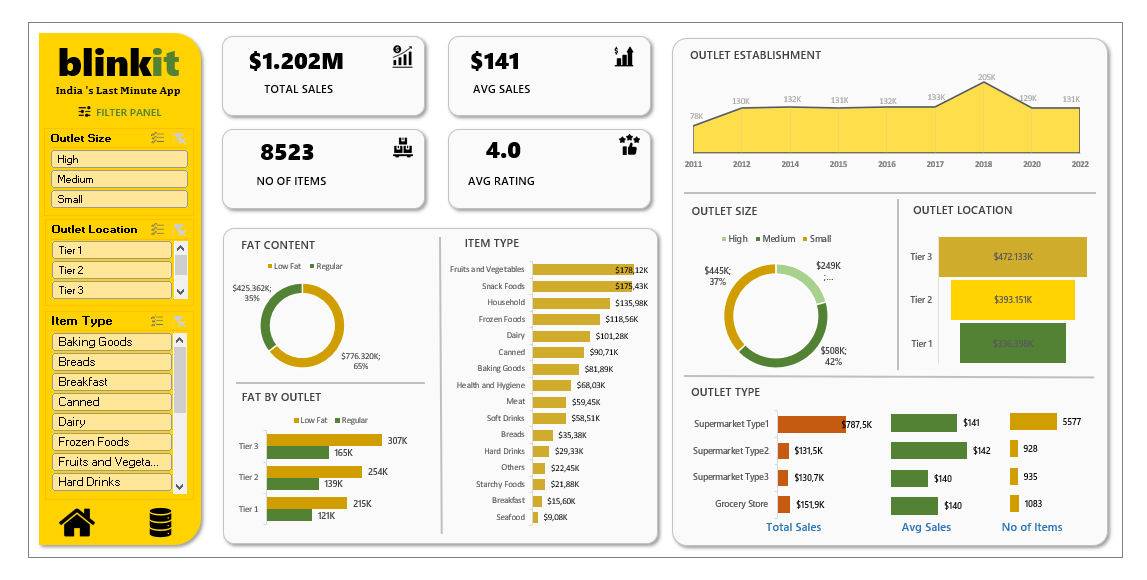 blinkit
India 's Last Minute App
FILTER PANEL
Outlet Size
High
Medium
Small
Outlet Location
Tier 1
Tier 2
Tier 3
Item Type
Baking Goods
Breads
Breakfast
Canned
Dairy
Frozen Foods
Fruits and Vegeta...
Hard Drinks
$1.202M
TOTAL SALES
$141
AVG SALES
8523
NO OF ITEMS
4.0
AVG RATING
FAT CONTENT
Low Fat Regular
$425.362K;
35%
$776.320K;
65%
FAT BY OUTLET
Low Fat Regular
Tier 3 307K
165K
Tier 2 254K
139K
Tier 1 215K
121K
ITEM TYPE
Fruits and Vegetables $178,12K
Snack Foods $175,43K
Household $135,98K
Frozen Foods $118,56K
Dairy $101,28K
Canned $90,71K
Baking Goods $81,89K
Health and Hygiene $68,03K
Meat $59,45K
Soft Drinks $58,51K
Breads $35,38K
Hard Drinks $29,33K
Others $22,45K
Starchy Foods $21,88K
Breakfast $15,60K
Seafood $9,08K
OUTLET ESTABLISHMENT
78K 130K 132K 131K 132K 133K 205K 129K 131K
2011 2012 2014 2015 2016 2017 2018 2020 2022
OUTLET SIZE
High Medium Small
$445K;
37%
$249K
;...
$508K;
42%
OUTLET LOCATION
Tier 3 $472.133K
Tier 2 $393.151K
Tier 1 $336.398K
OUTLET TYPE
Supermarket Type1 $787,5K $141 5577
Supermarket Type2 $131,5K $142 928
Supermarket Type3 $130,7K $140 935
Grocery Store $151,9K $140 1083
Total Sales Avg Sales No of Items